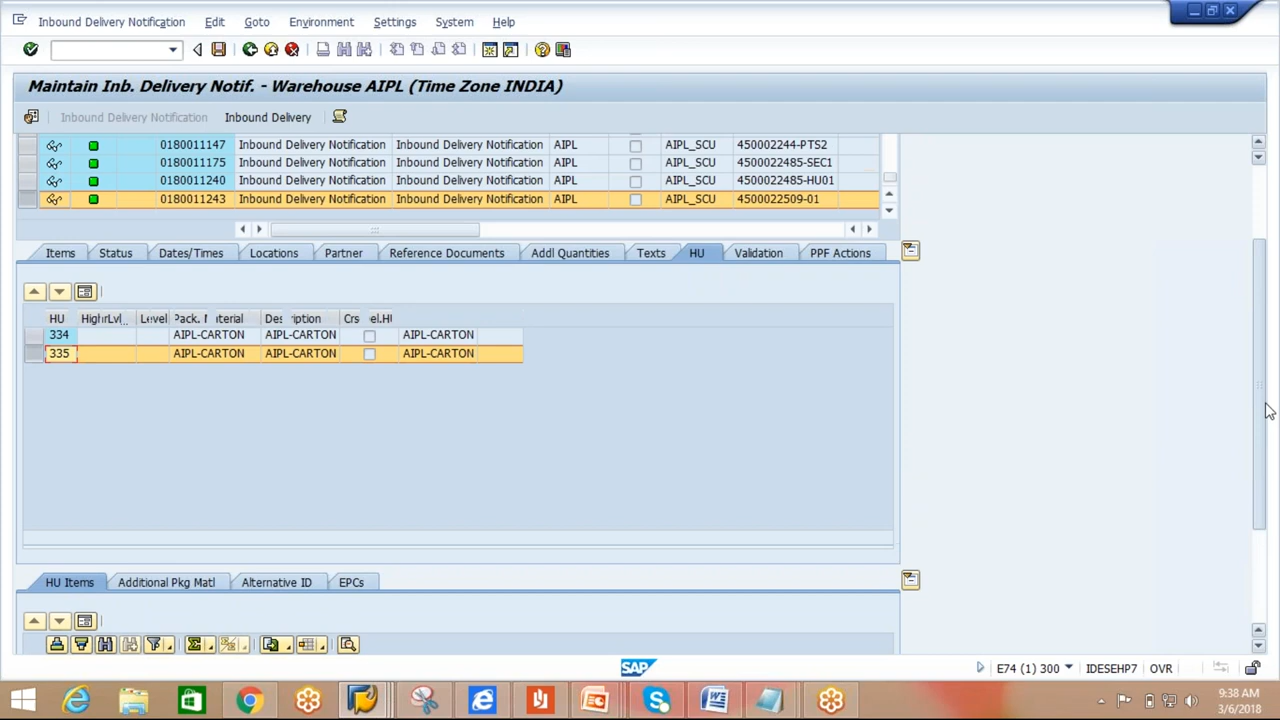 Inbound Delivery Notification Edit Goto Environment Settings System Help
Maintain Inb. Delivery Notif. - Warehouse AIPL (Time Zone INDIA)
Inbound Delivery Notification Inbound Delivery
0180011147 Inbound Delivery Notification Inbound Delivery Notification AIPL AIPL_SCU 450002244-PTS2
0180011175 Inbound Delivery Notification Inbound Delivery Notification AIPL AIPL_SCU 4500022485-SEC1
0180011240 Inbound Delivery Notification Inbound Delivery Notification AIPL AIPL_SCU 4500022485-HU01
0180011243 Inbound Delivery Notification Inbound Delivery Notification AIPL AIPL_SCU 4500022509-01
Items Status Dates/Times Locations Partner Reference Documents Addl Quantities Texts HU Validation PPF Actions
HU Level Pack.
334 AIPL-CARTON AIPL-CARTON AIPL-CARTON
335 AIPL-CARTON AIPL-CARTON AIPL-CARTON
HU Items Additional Pkg Matl Alternative ID EPCs
SAP E74 (1) 300 IDESEHP7 OVR
9:38 AM
3/6/2018